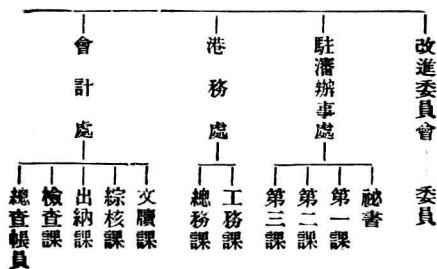 改進委員會……委員
駐瀋辦事處
祕書
第一課
第二課
第三課
港務處
工務課
總務課
會計處
文牘課
綜核課
出納課
檢查課
總查帳員